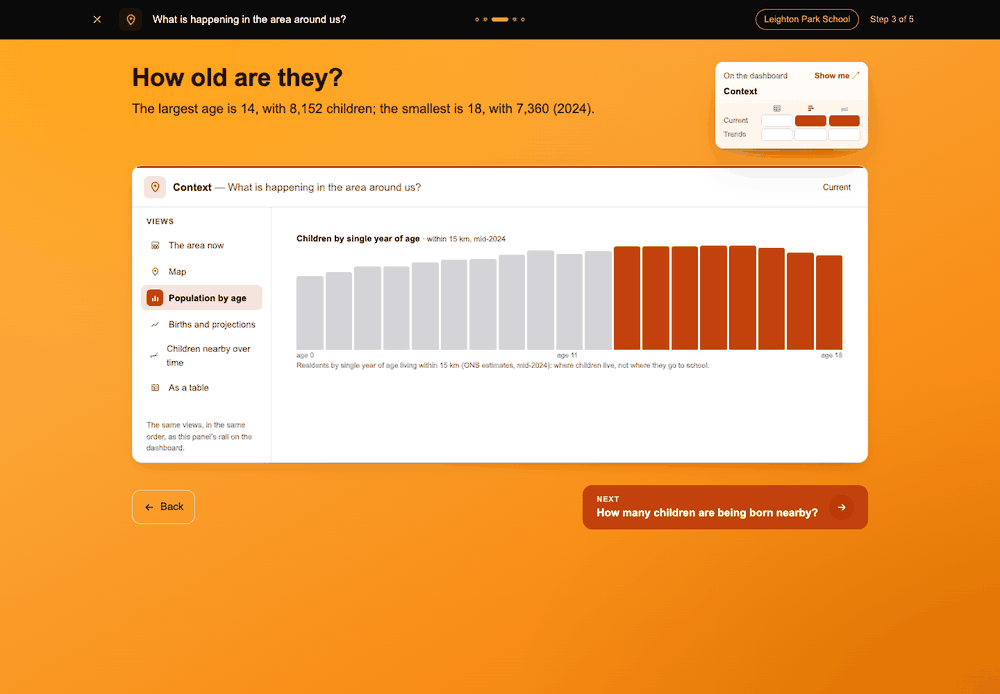 What is happening in the area around us?
Leighton Park School
Step 3 of 5
How old are they?
The largest age is 14, with 8,152 children; the smallest is 18, with 7,360 (2024).
On the dashboard
Show me
Context
Current
Trends
Context — What is happening in the area around us?
Current
VIEWS
The area now
Map
Population by age
Births and projections
Children nearby over
time
As a table
The same views, in the same
order, as this panel's rail on the
dashboard.
Children by single year of age · within 15 km, mid-2024
age 0
age 11
age 18
Residents by single year of age living within 15 km (ONS estimates, mid-2024): where children live, not where they go to school.
Back
NEXT
How many children are being born nearby?